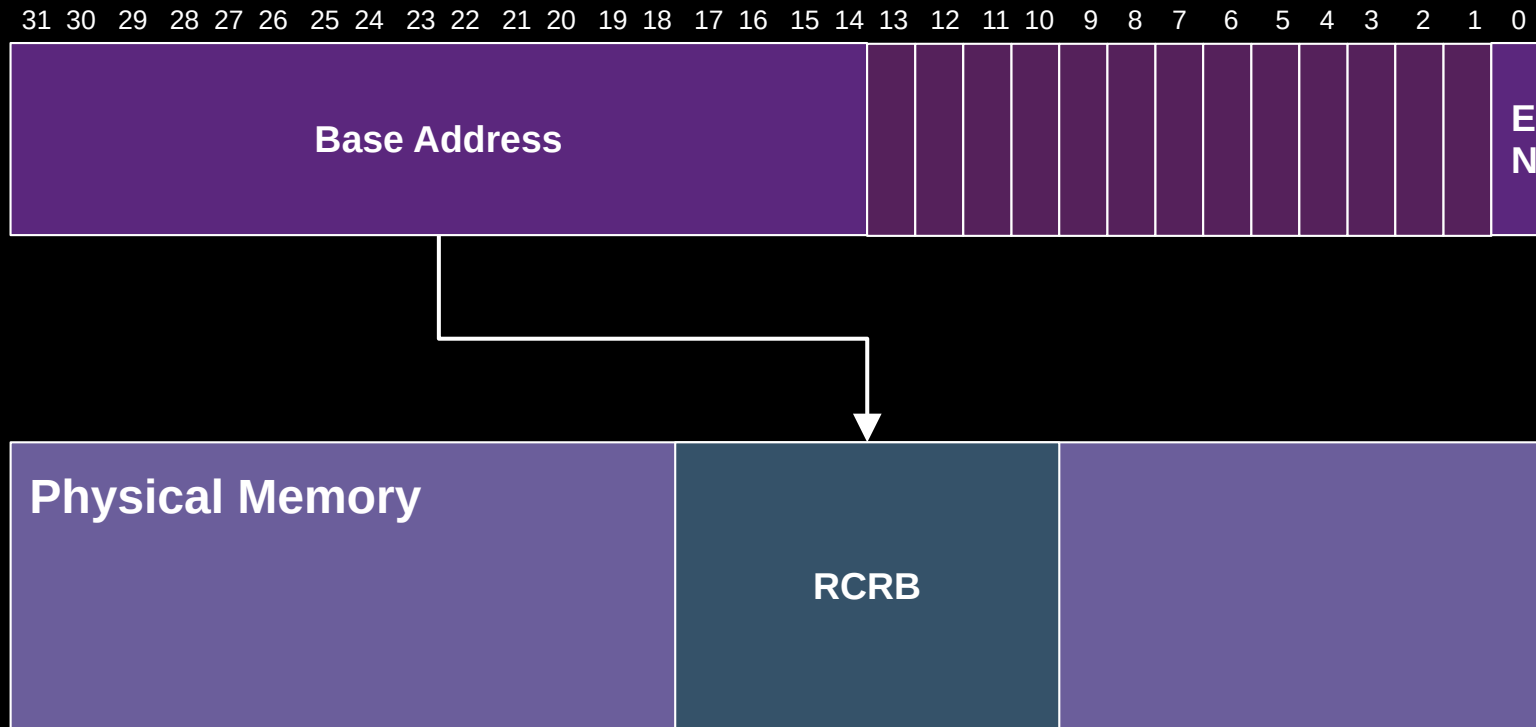 31 30 29 28 27 26 25 24 23 22 21 20 19 18 17 16 15 14 13 12 11 10 9 8 7 6 5 4 3 2 1 0
Base Address
E
N
Physical Memory
RCRB